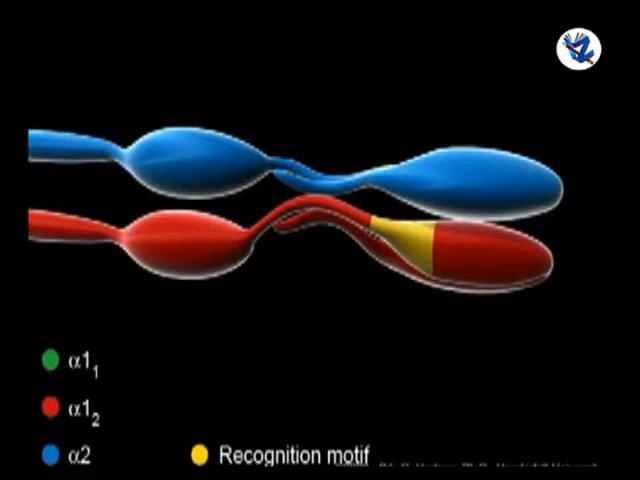 α1₁
α1₂
α2
Recognition motif